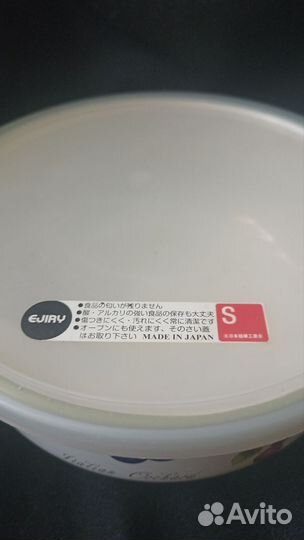 EJIRY
●食品の匂いが残りません
●酸・アルカリの強い食品の保存も大丈夫
●傷つきにくく・汚れにくく常に清潔です
●オーブンにも使えます、そのさい蓋
はお取り下さい MADE IN JAPAN
S
Italian
Avito